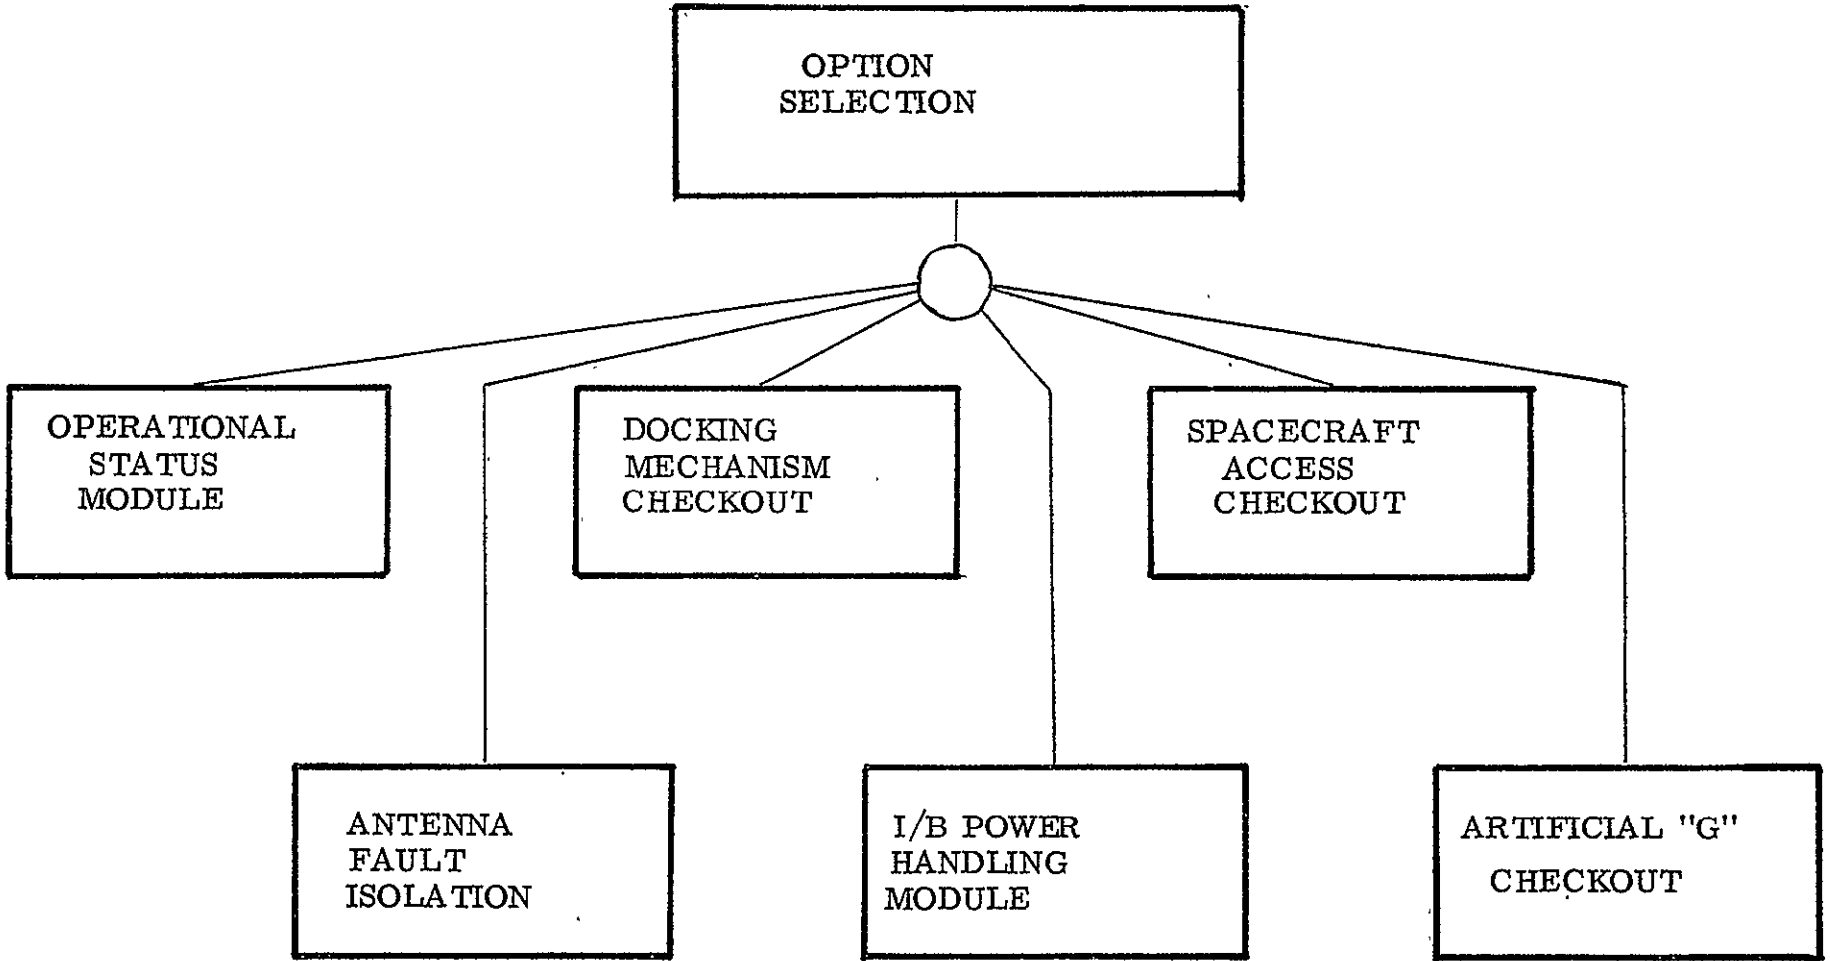 OPTION
SELECTION
OPERATIONAL
STATUS
MODULE
DOCKING
MECHANISM
CHECKOUT
SPACECRAFT
ACCESS
CHECKOUT
ANTENNA
FAULT
ISOLATION
I/B POWER
HANDLING
MODULE
ARTIFICIAL "G"
CHECKOUT